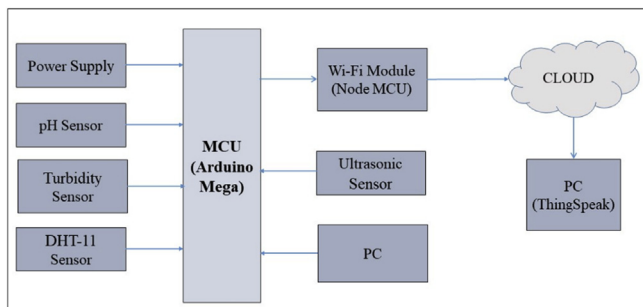 Power Supply
pH Sensor
Turbidity
Sensor
DHT-11
Sensor
MCU
(Arduino
Mega)
Wi-Fi Module
(Node MCU)
Ultrasonic
Sensor
PC
CLOUD
PC
(ThingSpeak)